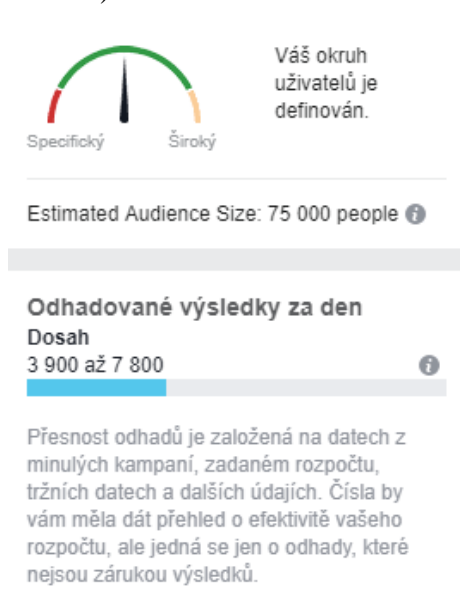 Váš okruh
uživatelů je
definován.
Specifický
Široký
Estimated Audience Size: 75 000 people
Odhadované výsledky za den
Dosah
3 900 až 7 800
Přesnost odhadů je založená na datech z
minulých kampaní, zadaném rozpočtu,
tržních datech a dalších údajích. Čísla by
vám měla dát přehled o efektivitě vašeho
rozpočtu, ale jedná se jen o odhady, které
nejsou zárukou výsledků.